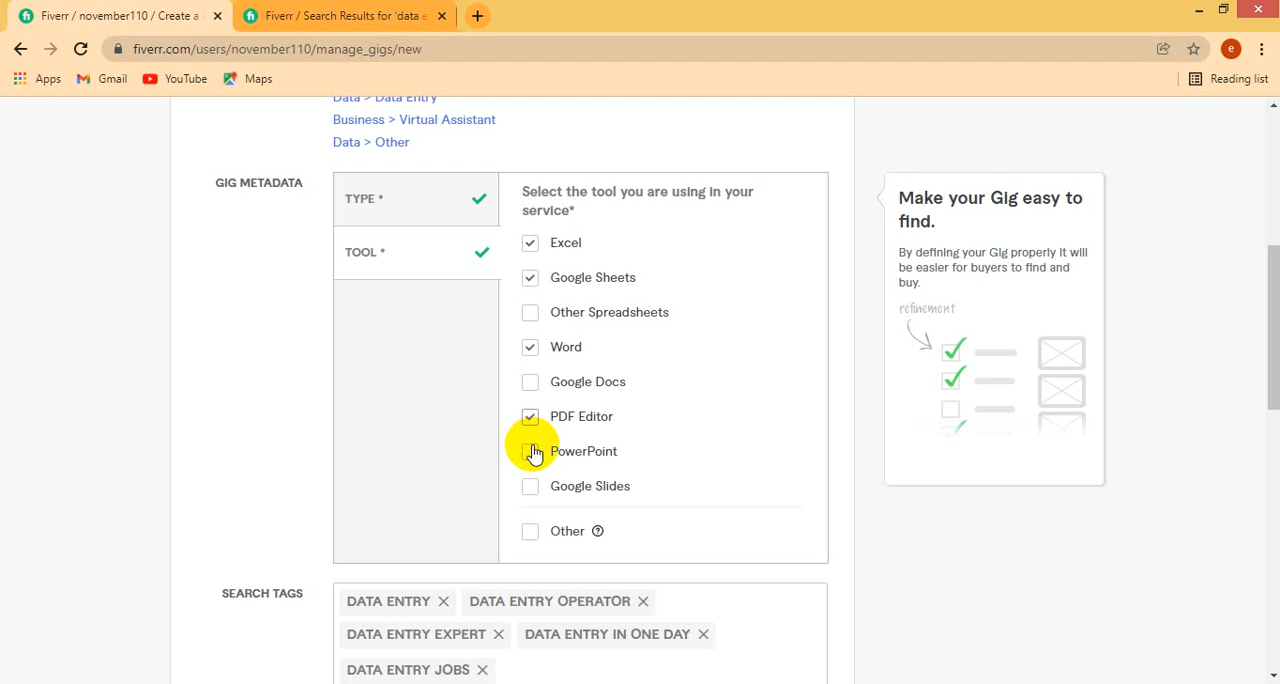 Fiverr / november110 / Create a
Fiverr / Search Results for 'data e
fiverr.com/users/november110/manage_gigs/new
e
Apps
Gmail
YouTube
Maps
Reading list
Data > Data Entry
Business > Virtual Assistant
Data > Other
GIG METADATA
TYPE *
TOOL *
Select the tool you are using in your
service*
Excel
Google Sheets
Other Spreadsheets
Word
Google Docs
PDF Editor
PowerPoint
Google Slides
Other
Make your Gig easy to
find.
By defining your Gig properly it will
be easier for buyers to find and
buy.
refinement
SEARCH TAGS
DATA ENTRY
DATA ENTRY OPERATOR
DATA ENTRY EXPERT
DATA ENTRY IN ONE DAY
DATA ENTRY JOBS